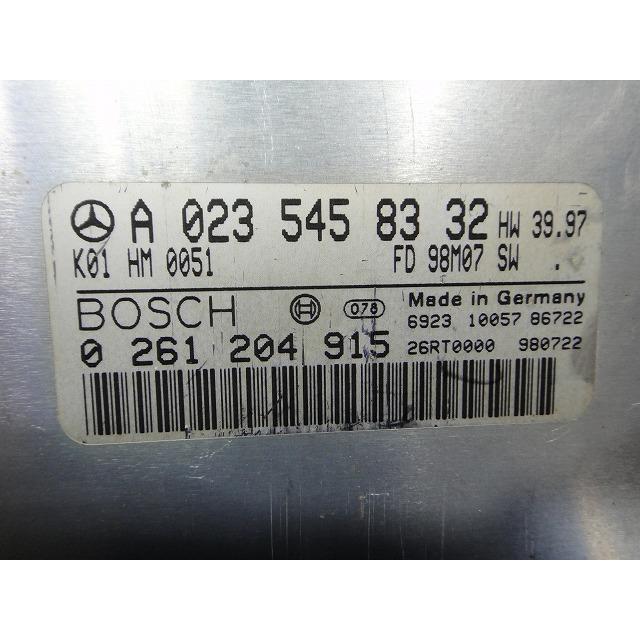 A 023 545 83 32 HW 39.97
K01 HM 0051 FD 98M07 SW .
BOSCH 078 Made in Germany
6923 10057 86722
0 261 204 915 26RT0000 980722